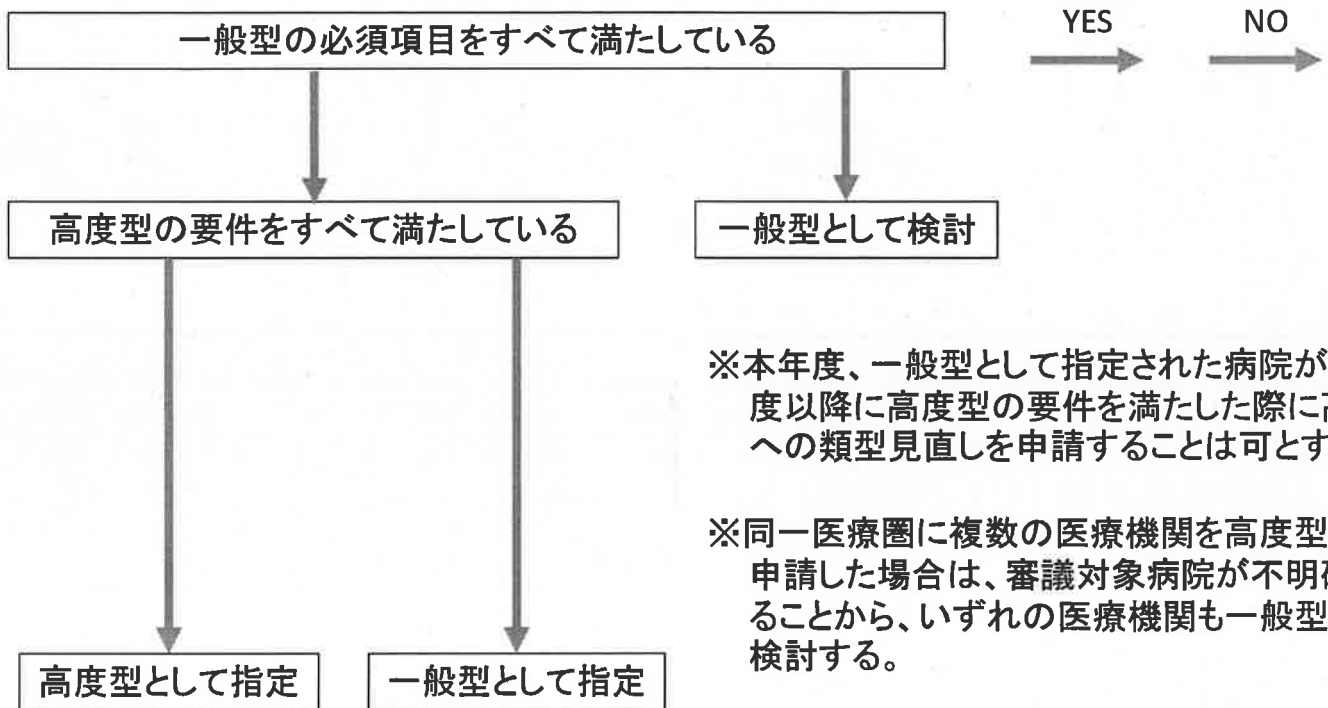 一般型の必須項目をすべて満たしている
YES
NO
高度型の要件をすべて満たしている
一般型として検討
※本年度、一般型として指定された病院が
度以降に高度型の要件を満たした際に
への類型見直しを申請することは可とす
※同一医療圏に複数の医療機関を高度型
申請した場合は、審議対象病院が不明
ることから、いずれの医療機関も一般型
検討する。
高度型として指定
一般型として指定